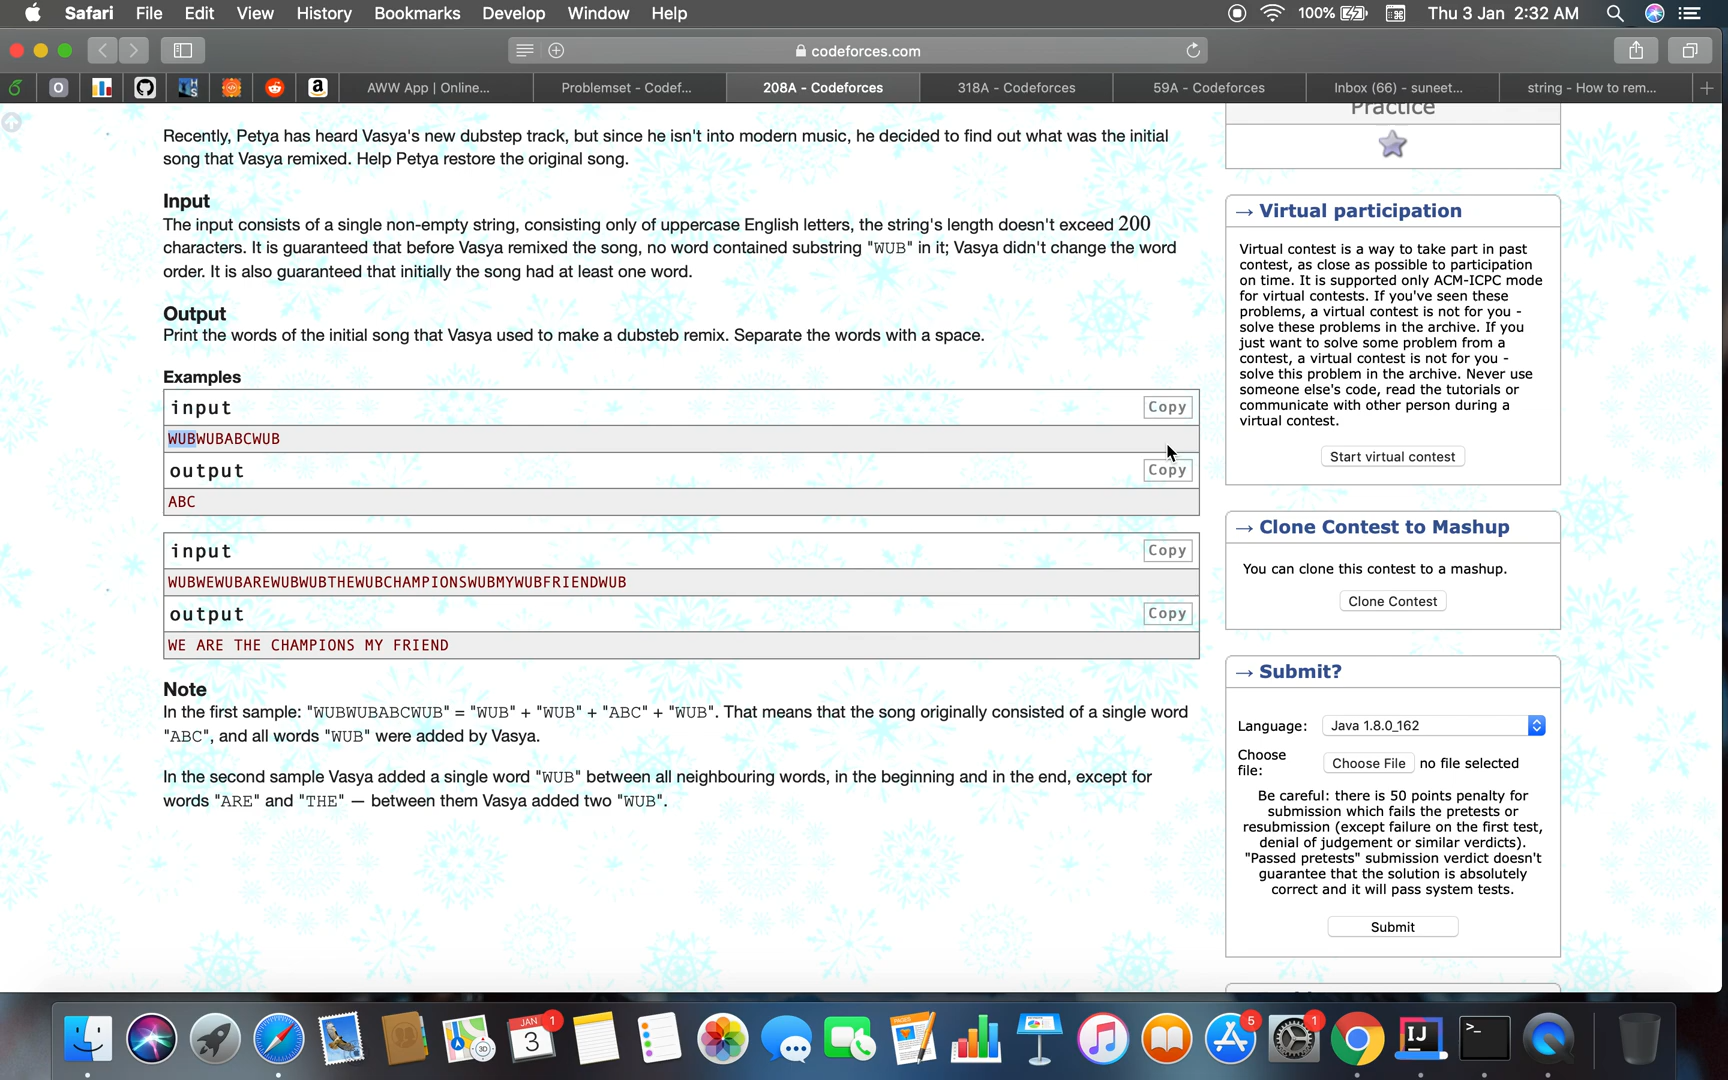 Safari File Edit View History Bookmarks Develop Window Help 100% Thu 3 Jan 2:32 AM
codeforces.com
AWW App | Online... Problemset - Codef... 208A - Codeforces 318A - Codeforces 59A - Codeforces Inbox (66) - suneet... string - How to rem...
Recently, Petya has heard Vasya's new dubstep track, but since he isn't into modern music, he decided to find out what was the initial
song that Vasya remixed. Help Petya restore the original song.
Input
The input consists of a single non-empty string, consisting only of uppercase English letters, the string's length doesn't exceed 200
characters. It is guaranteed that before Vasya remixed the song, no word contained substring "WUB" in it; Vasya didn't change the word
order. It is also guaranteed that initially the song had at least one word.
Output
Print the words of the initial song that Vasya used to make a dubsteb remix. Separate the words with a space.
Examples
input Copy
WUBWUBABCWUB
output Copy
ABC
input Copy
WUBWEWUBAREWUBWUBTHEWUBCHAMPIONSWUBMYWUBFRIENDWUB
output Copy
WE ARE THE CHAMPIONS MY FRIEND
Note
In the first sample: "WUBWUBABCWUB" = "WUB" + "WUB" + "ABC" + "WUB". That means that the song originally consisted of a single word
"ABC", and all words "WUB" were added by Vasya.
In the second sample Vasya added a single word "WUB" between all neighbouring words, in the beginning and in the end, except for
words "ARE" and "THE" — between them Vasya added two "WUB".
Practice
→ Virtual participation
Virtual contest is a way to take part in past
contest, as close as possible to participation
on time. It is supported only ACM-ICPC mode
for virtual contests. If you've seen these
problems, a virtual contest is not for you -
solve these problems in the archive. If you
just want to solve some problem from a
contest, a virtual contest is not for you -
solve this problem in the archive. Never use
someone else's code, read the tutorials or
communicate with other person during a
virtual contest.
Start virtual contest
→ Clone Contest to Mashup
You can clone this contest to a mashup.
Clone Contest
→ Submit?
Language: Java 1.8.0_162
Choose
file: Choose File no file selected
Be careful: there is 50 points penalty for
submission which fails the pretests or
resubmission (except failure on the first test,
denial of judgement or similar verdicts).
"Passed pretests" submission verdict doesn't
guarantee that the solution is absolutely
correct and it will pass system tests.
Submit
JAN 1
3
3D
5
1
IJ
>_